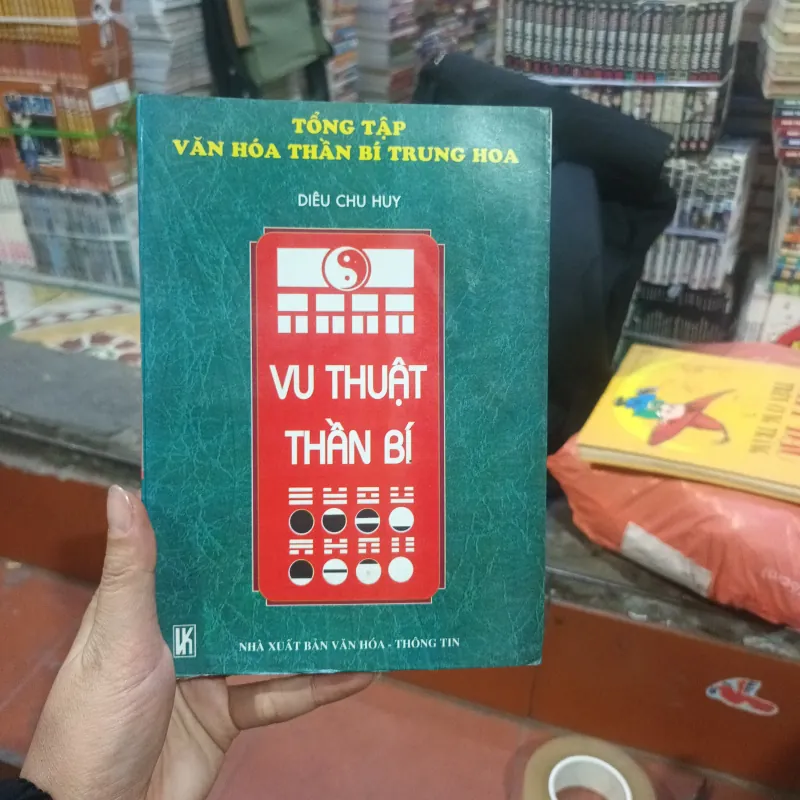 TỔNG TẬP
VĂN HÓA THẦN BÍ TRUNG HOA
DIÊU CHU HUY
VU THUẬT
THẦN BÍ
NHÀ XUẤT BẢN VĂN HÓA - THÔNG TIN